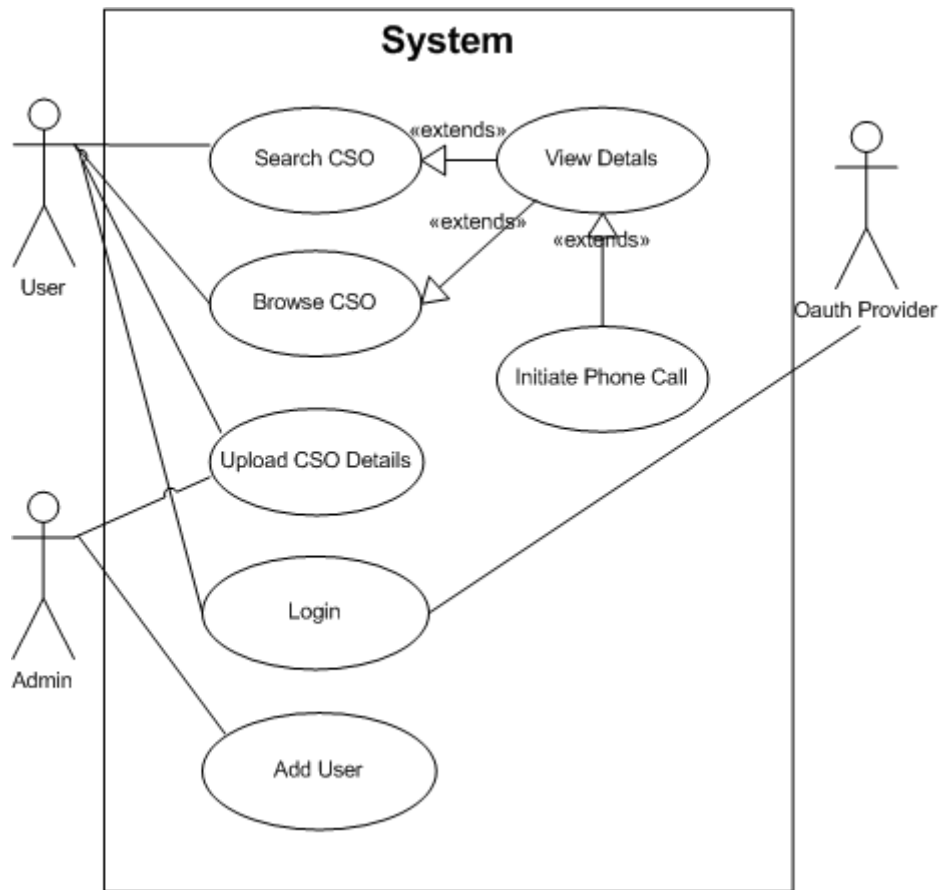 System
«extends»
Search CSO
View Detals
«extends»
«extends»
User
Browse CSO
Oauth Provider
Initiate Phone Call
Upload CSO Details
Login
Admin
Add User